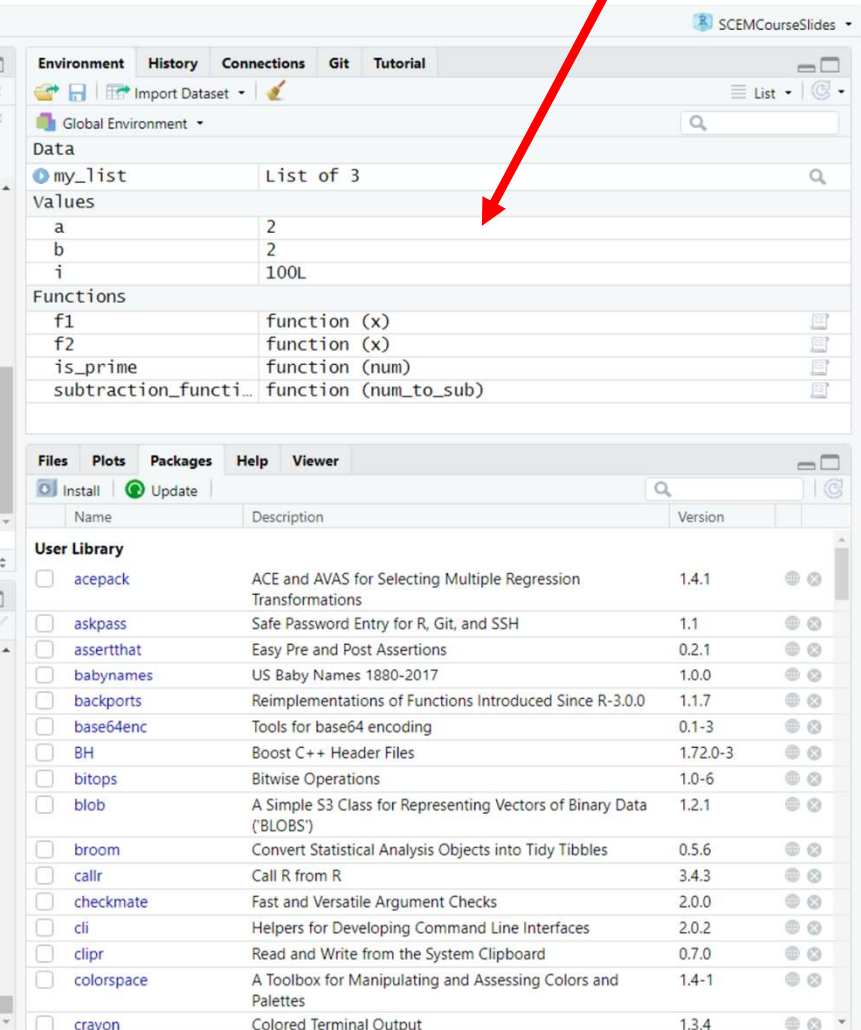 SCEMCourseSlides
Environment History Connections Git Tutorial
Import Dataset List
Global Environment
Data
my_list List of 3
Values
a 2
b 2
i 100L
Functions
f1 function (x)
f2 function (x)
is_prime function (num)
subtraction_functi… function (num_to_sub)
Files Plots Packages Help Viewer
Install Update
Name Description Version
User Library
acepack ACE and AVAS for Selecting Multiple Regression 1.4.1
Transformations
askpass Safe Password Entry for R, Git, and SSH 1.1
assertthat Easy Pre and Post Assertions 0.2.1
babynames US Baby Names 1880-2017 1.0.0
backports Reimplementations of Functions Introduced Since R-3.0.0 1.1.7
base64enc Tools for base64 encoding 0.1-3
BH Boost C++ Header Files 1.72.0-3
bitops Bitwise Operations 1.0-6
blob A Simple S3 Class for Representing Vectors of Binary Data 1.2.1
('BLOBS')
broom Convert Statistical Analysis Objects into Tidy Tibbles 0.5.6
callr Call R from R 3.4.3
checkmate Fast and Versatile Argument Checks 2.0.0
cli Helpers for Developing Command Line Interfaces 2.0.2
clipr Read and Write from the System Clipboard 0.7.0
colorspace A Toolbox for Manipulating and Assessing Colors and 1.4-1
Palettes
crayon Colored Terminal Output 1.3.4